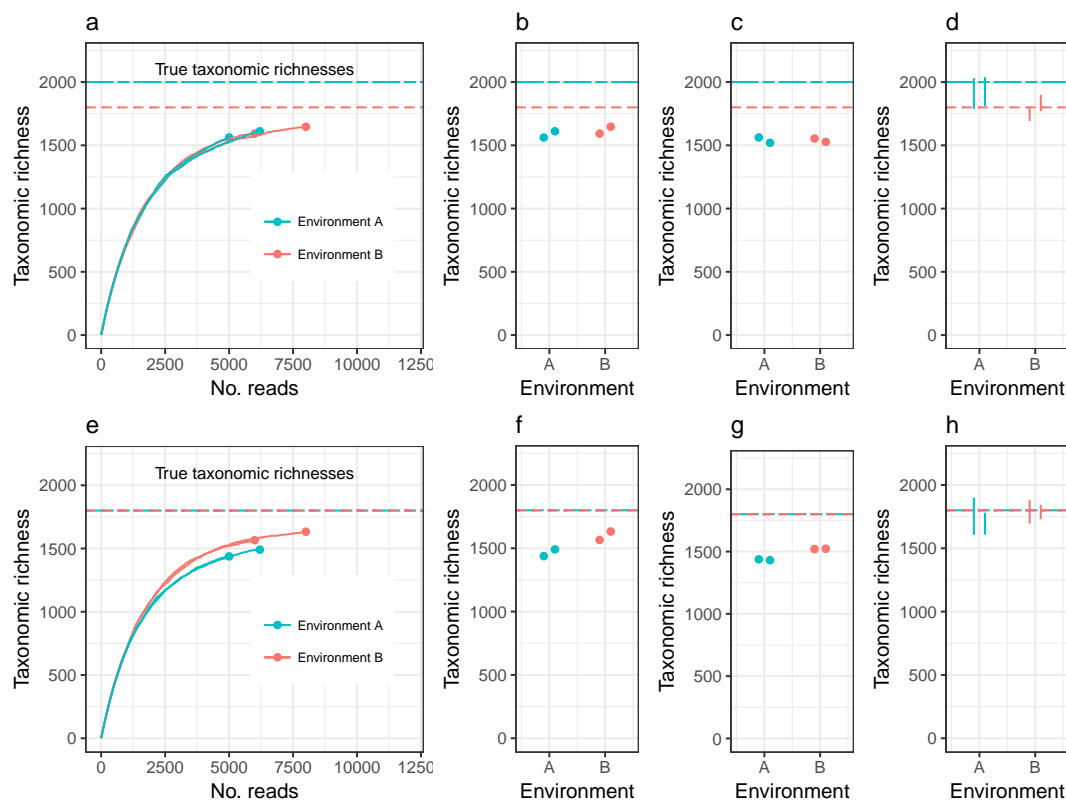 a
Taxonomic richness
2000
1500
1000
500
0
True taxonomic richnesses
Environment A
Environment B
0 2500 5000 7500 10000 1250
No. reads
b
Taxonomic richness
2000
1500
1000
500
0
A B
Environment
c
Taxonomic richness
2000
1500
1000
500
0
A B
Environment
d
Taxonomic richness
2000
1500
1000
500
0
A B
Environment
e
Taxonomic richness
2000
1500
1000
500
0
True taxonomic richnesses
Environment A
Environment B
0 2500 5000 7500 10000 1250
No. reads
f
Taxonomic richness
2000
1500
1000
500
0
A B
Environment
g
Taxonomic richness
2000
1500
1000
500
0
A B
Environment
h
Taxonomic richness
2000
1500
1000
500
0
A B
Environment